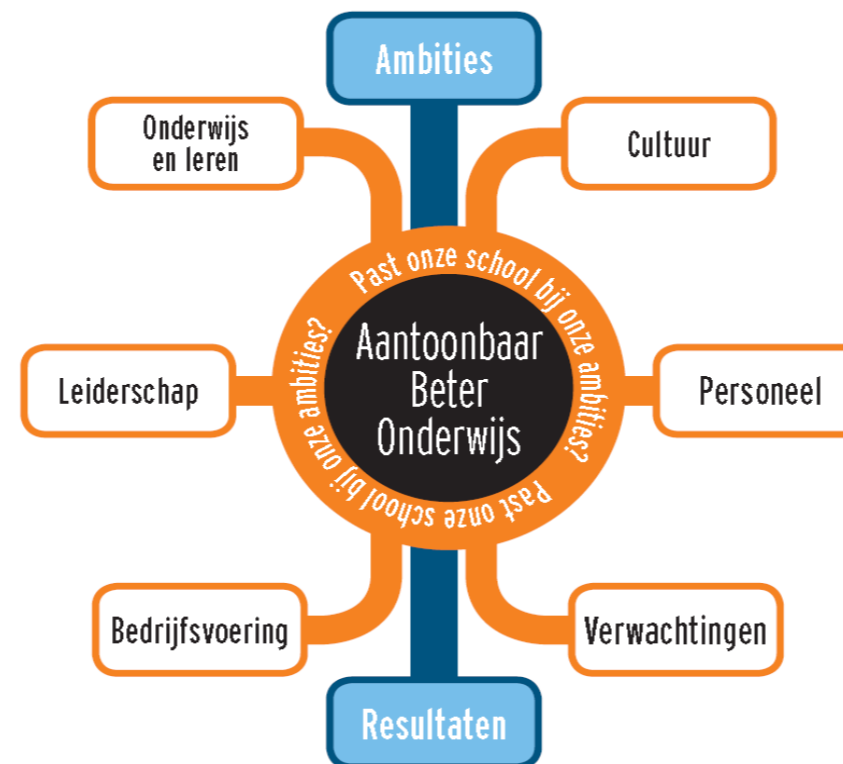 Ambities
Onderwijs
en leren
Cultuur
Past onze school bij onze ambities?
Aantoonbaar
Beter
Onderwijs
Leiderschap
Personeel
Past onze school bij onze ambities?
Bedrijfsvoering
Verwachtingen
Resultaten